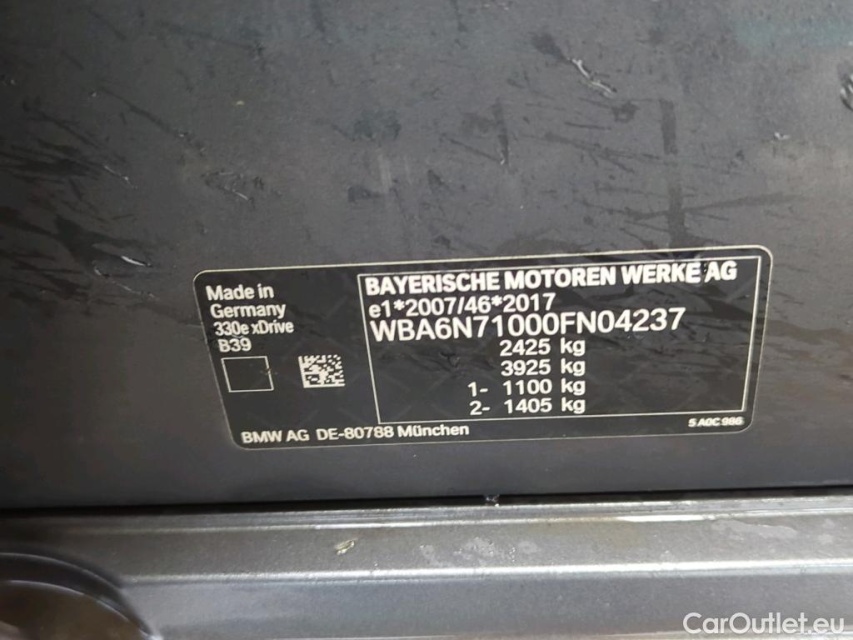 Made in
Germany
330e xDrive
B39
BAYERISCHE MOTOREN WERKE AG
e1*2007/46*2017
WBA6N71000FN04237
2425 kg
3925 kg
1- 1100 kg
2- 1405 kg
BMW AG DE-80788 München
5 A0C 986
CarOutlet.eu